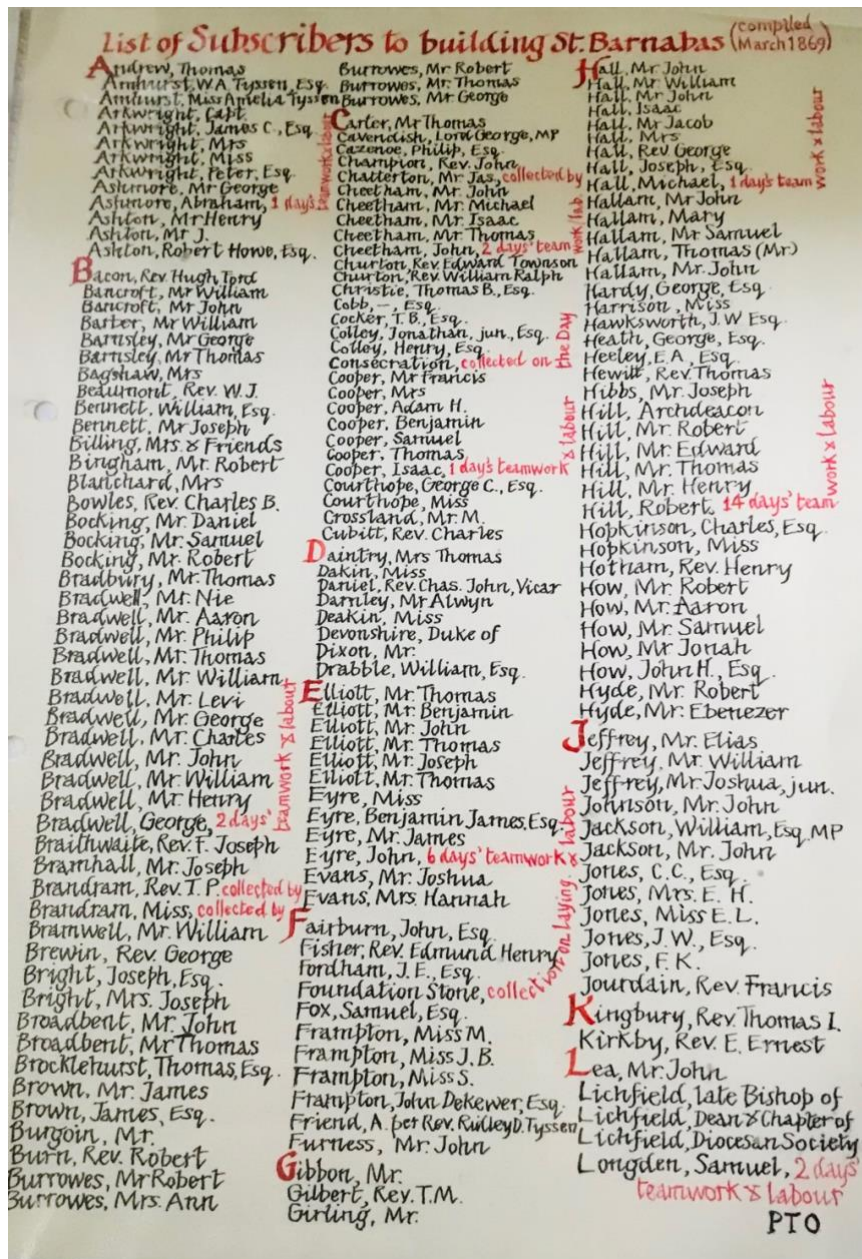 List of Subscribers to building St. Barnabas (compiled March 1869)
Andrew, Thomas
Amhurst, W.A Tyssen, Esq.
Amhurst, Miss Amelia Tyssen
Arkwright, Capt.
Arkwright, James C., Esq
Arkwright, Mrs
Arkwright, Miss
Arkwright, Peter, Esq.
Ashmore, Mr George
Ashmore, Abraham, 1 day's teamwork & labour
Ashton, Mr Henry
Ashton, Mr J.
Ashton, Robert Howe, Esq.
Bacon, Rev. Hugh Ford
Bancroft, Mr William
Bancroft, Mr John
Barber, Mr William
Barnsley, Mr George
Barnsley, Mr Thomas
Bagshaw, Mrs
Beaumont, Rev. W.J.
Bennett, William, Esq.
Bennett, Mr Joseph
Billing, Mrs. & Friends
Bingham, Mr. Robert
Blanchard, Mrs
Bowles, Rev. Charles B.
Bocking, Mr. Daniel
Bocking, Mr. Samuel
Bocking, Mr. Robert
Bradbury, Mr. Thomas
Bradwell, Mr. Nie
Bradwell, Mr. Aaron
Bradwell, Mr. Philip
Bradwell, Mr. Thomas
Bradwell, Mr. William
Bradwell, Mr. Levi
Bradwell, Mr. George
Bradwell, Mr. Charles
Bradwell, Mr. John
Bradwell, Mr. William
Bradwell, Mr. Henry
Bradwell, George, 2 days' teamwork & labour
Braithwaite, Rev. F. Joseph
Bramhall, Mr. Joseph
Brandram, Rev. T. P. collected by
Brandram, Miss, collected by
Bramwell, Mr. William
Brewin, Rev. George
Bright, Joseph, Esq.
Bright, Mrs. Joseph
Broadbent, Mr. John
Broadbent, Mr Thomas
Brocklehurst, Thomas, Esq.
Brown, Mr. James
Brown, James, Esq.
Burgoin, Mr.
Burn, Rev. Robert
Burrowes, Mr Robert
Burrowes, Mrs. Ann
Burrowes, Mr. Robert
Burrowes, Mr. Thomas
Burrowes, Mr. George
Carter, Mr Thomas
Cavendish, Lord George, MP
Cazenoe, Philip, Esq.
Champion, Rev. John
Chatterton, Mr Jas., collected by
Cheetham, Mr. John
Cheetham, Mr. Michael
Cheetham, Mr. Isaac
Cheetham, Mr. Thomas
Cheetham, John, 2 days' team work/lab.
Churton, Rev. Edward Townson
Churton, Rev. William Ralph
Christie, Thomas B., Esq.
Cobb, –, Esq.
Cocker, T.B., Esq.
Colley, Jonathan, jun., Esq.
Colley, Henry, Esq
Consecration, collected on the Day
Cooper, Mr Francis
Cooper, Mrs
Cooper, Adam H.
Cooper, Benjamin
Cooper, Samuel
Cooper, Thomas
Cooper, Isaac, 1 day's teamwork & labour
Courthope, George C., Esq.
Courthope, Miss
Crossland, Mr. M.
Cubitt, Rev. Charles
Daintry, Mrs Thomas
Dakin, Miss
Daniel, Rev. Chas. John, Vicar
Darnley, Mr Alwyn
Deakin, Miss
Devonshire, Duke of
Dixon, Mr.
Drabble, William, Esq.
Elliott, Mr. Thomas
Elliott, Mr. Benjamin
Elliott, Mr. John
Elliott, Mr. Thomas
Elliott, Mr. Joseph
Elliott, Mr. Thomas
Eyre, Miss
Eyre, Benjamin James, Esq.
Eyre, Mr. James
Eyre, John, 6 days' teamwork & labour
Evans, Mr. Joshua
Evans, Mrs. Hannah
Fairburn, John, Esq.
Fisher, Rev. Edmund Henry
Fordham, J.E., Esq.
Foundation Stone, collection on laying.
Fox, Samuel, Esq.
Frampton, Miss M.
Frampton, Miss J.B.
Frampton, Miss S.
Frampton, John Dekewer, Esq.
Friend, A. per Rev. Ridley D. Tyssen
Furness, Mr. John
Gibbon, Mr.
Gilbert, Rev. T.M.
Girling, Mr.
Hall, Mr John
Hall, Mr William
Hall, Mr John
Hall, Isaac
Hall, Mr Jacob
Hall, Mrs
Hall, Rev George
Hall, Joseph, Esq.
Hall, Michael, 1 day's team work & labour
Hallam, Mr John
Hallam, Mary
Hallam, Mr Samuel
Hallam, Thomas (Mr)
Hallam, Mr. John
Hardy, George, Esq.
Harrison, Miss
Hawksworth, J.W Esq.
Heath, George, Esq.
Heeley, E.A., Esq.
Hewitt, Rev. Thomas
Hibbs, Mr. Joseph
Hill, Archdeacon
Hill, Mr. Robert
Hill, Mr. Edward
Hill, Mr. Thomas
Hill, Mr. Henry
Hill, Robert, 14 days' team work & labour
Hopkinson, Charles, Esq.
Hopkinson, Miss
Hotham, Rev. Henry
How, Mr. Robert
How, Mr. Aaron
How, Mr. Samuel
How, Mr Jonah
How, John H., Esq.
Hyde, Mr. Robert
Hyde, Mr. Ebenezer
Jeffrey, Mr. Elias
Jeffrey, Mr. William
Jeffrey, Mr. Joshua, jun.
Johnson, Mr. John
Jackson, William, Esq. MP
Jackson, Mr. John
Jones, C.C., Esq.
Jones, Mrs. E. H.
Jones, Miss E.L.
Jones, J.W., Esq.
Jones, F.K.
Jourdain, Rev. Francis
Kingbury, Rev. Thomas I.
Kirkby, Rev. E. Ernest
Lea, Mr. John
Lichfield, late Bishop of
Lichfield, Dean & Chapter of
Lichfield, Diocesan Society
Longden, Samuel, 2 days'
teamwork & labour
PTO